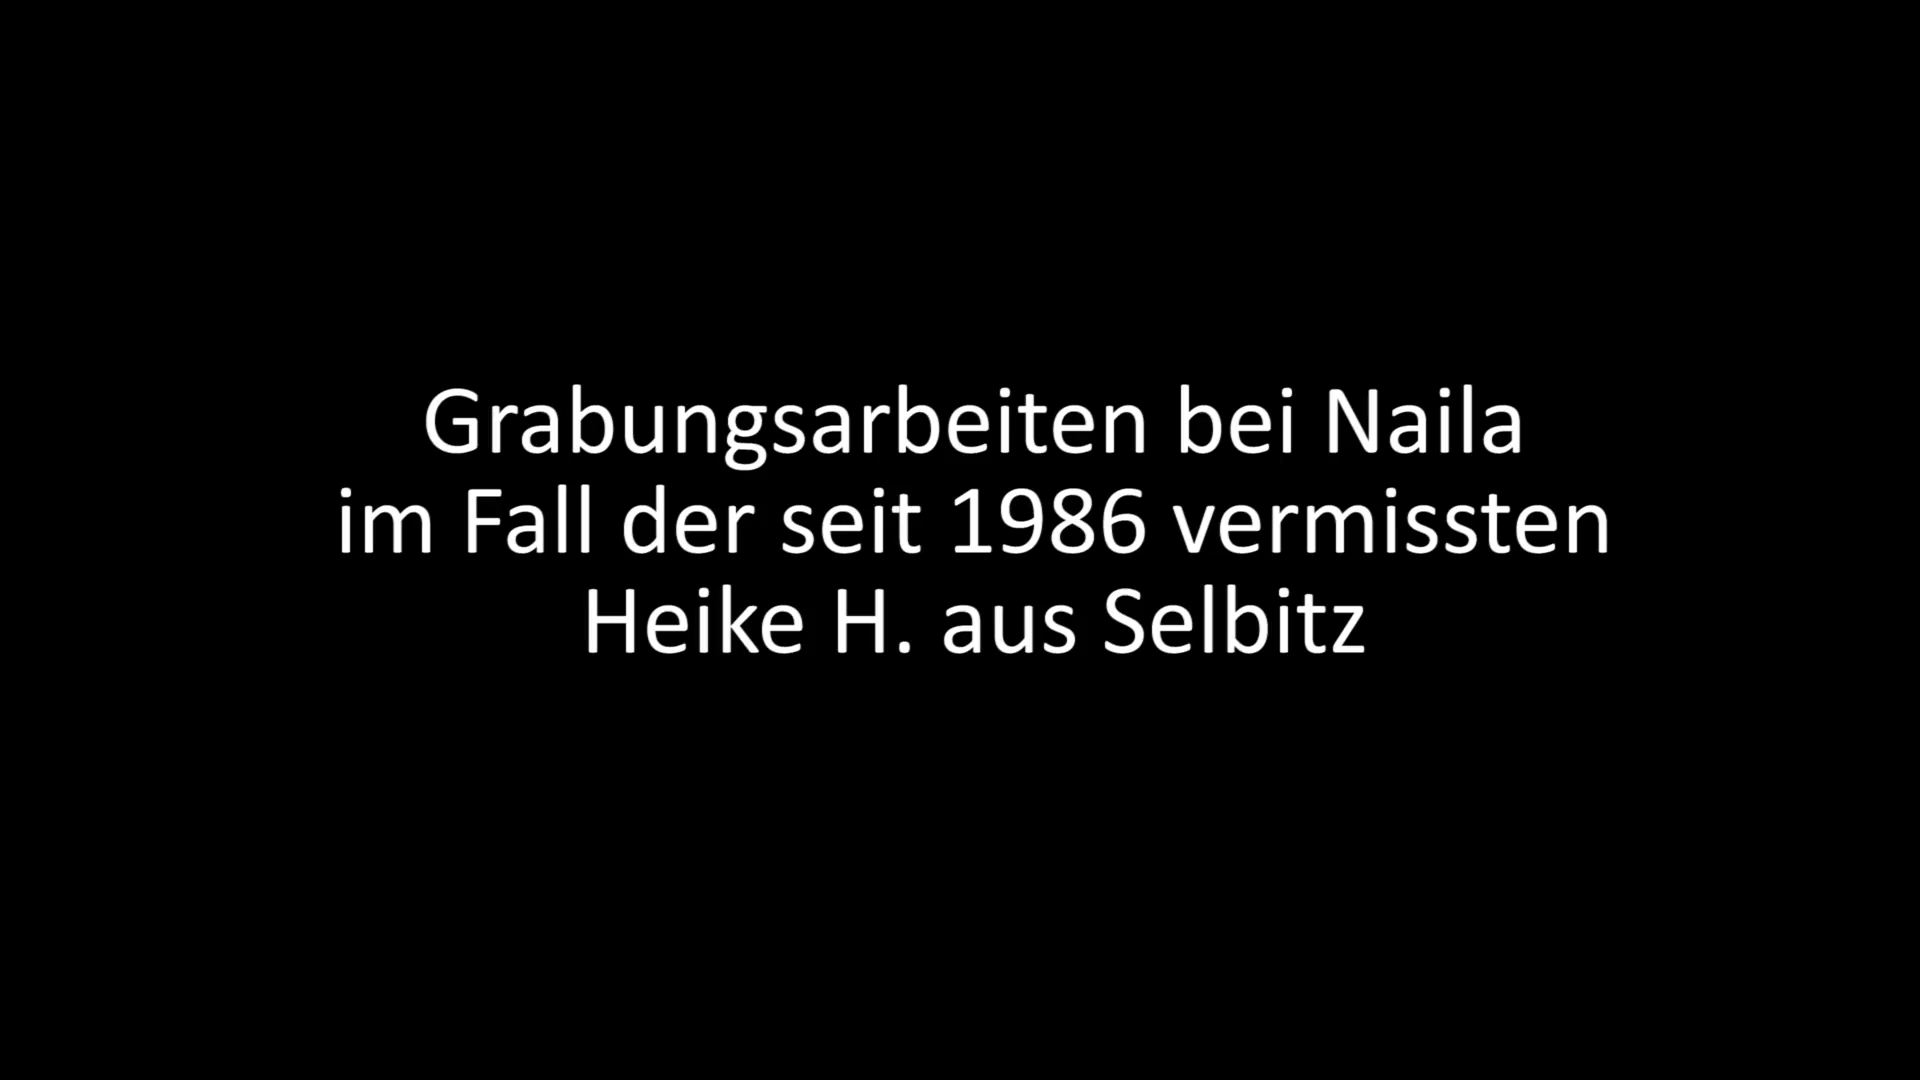 Grabungsarbeiten bei Naila
im Fall der seit 1986 vermissten
Heike H. aus Selbitz